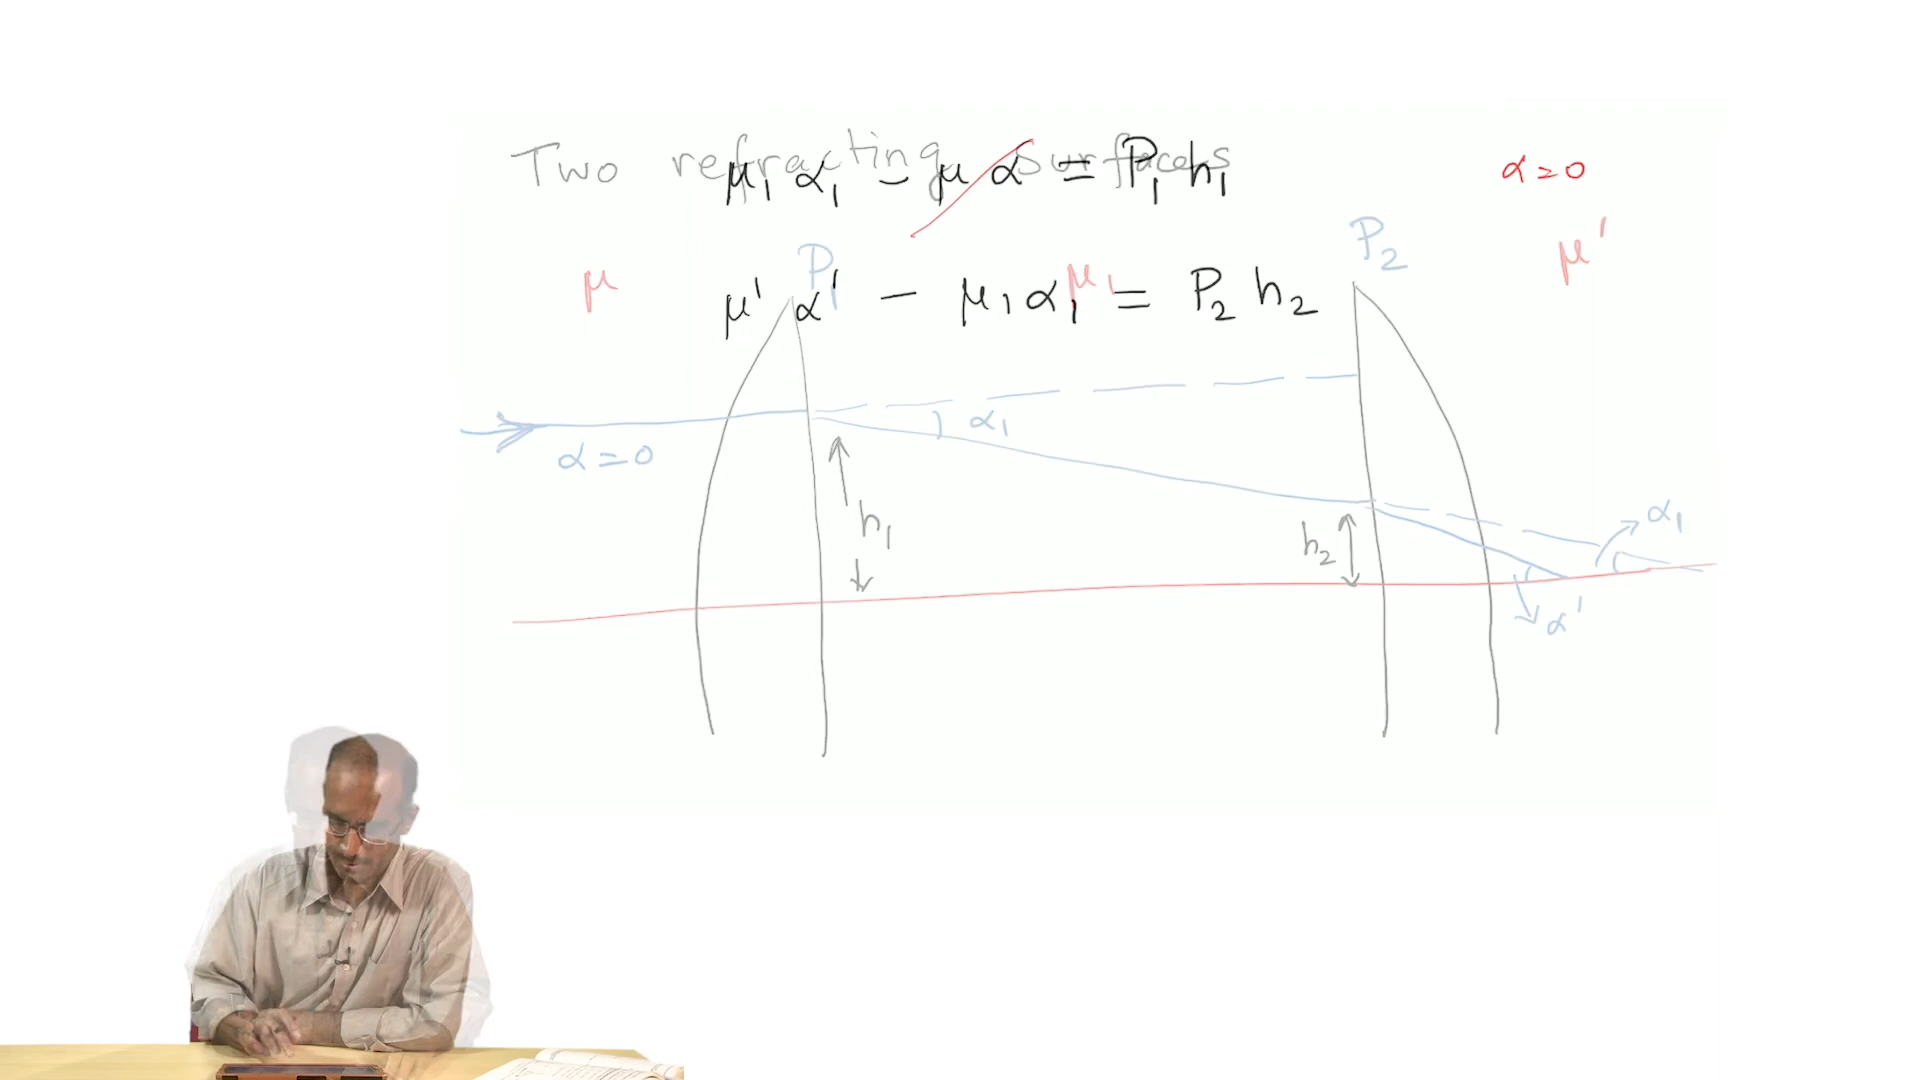 Two refracting surfaces
μ₁ α₁ − μ α = P₁ h₁
α = 0
P₁
P₂
μ
μ'
μ' α' − μ₁ α₁ = P₂ h₂
μ₁
α₁
α = 0
h₁
h₂
α₁
α'